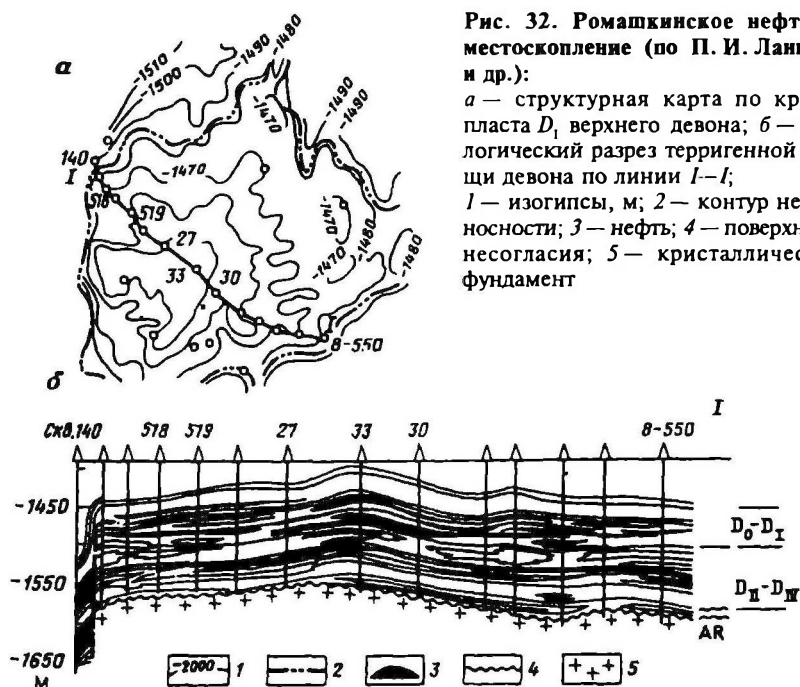 Рис. 32. Ромашкинское нефт
местоскопление (по П. И. Лан
и др.):
а — структурная карта по кр
пласта D₁ верхнего девона; б —
логический разрез терригенной
щи девона по линии I—I;
1 — изогипсы, м; 2 — контур не
носности; 3 — нефть; 4 — поверхн
несогласия; 5 — кристалличес
фундамент
а
-1510
-1500
-1490
-1480
-1470
-1490
-1480
140
I
-1470
518
519
27
33
30
-1470
-1470
-1480
-1480
8-550
б
I
Скв. 140 518 519 27 33 30 8-550
-1450
D₀-D_I
-1550
D_II-D_IV
AR
-1650
М
-2000 1 2 3 4 5